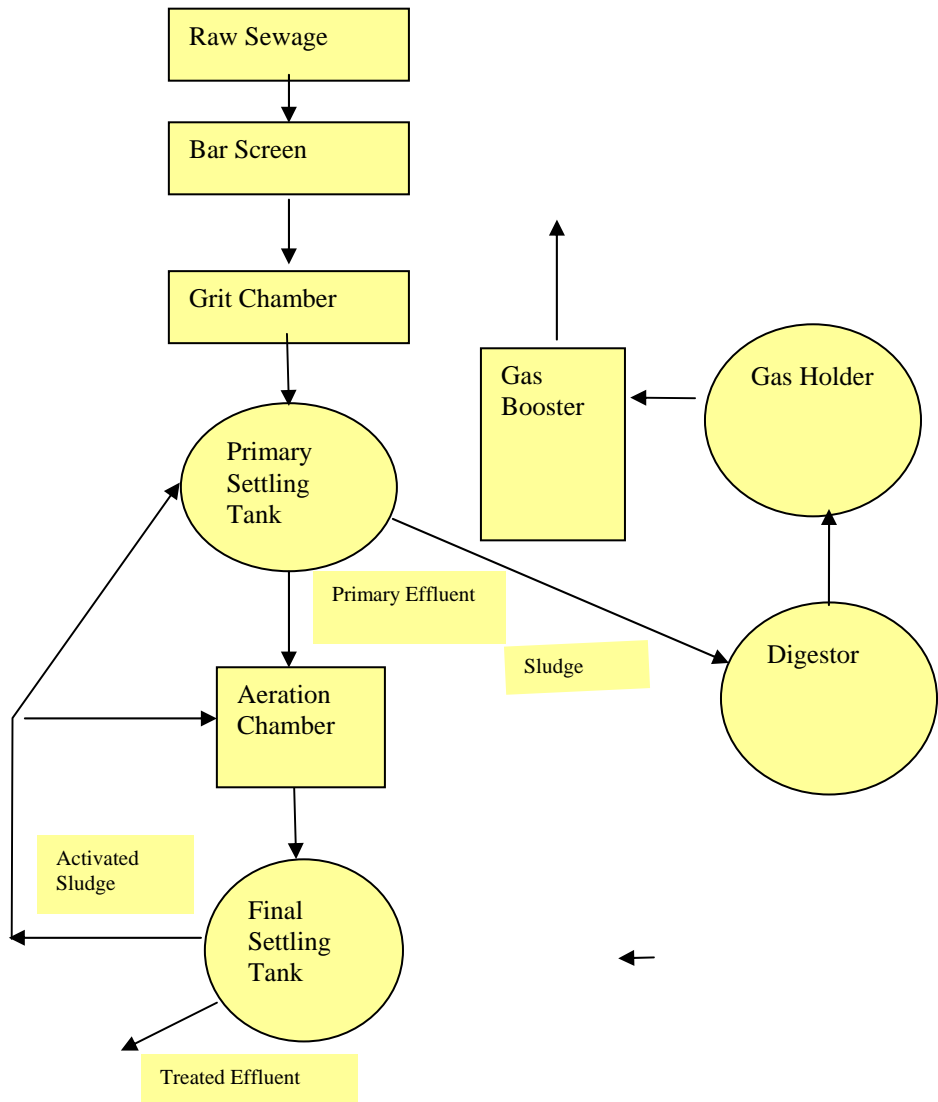 Raw Sewage
Bar Screen
Grit Chamber
Gas
Booster
Gas Holder
Primary
Settling
Tank
Primary Effluent
Sludge
Digestor
Aeration
Chamber
Activated
Sludge
Final
Settling
Tank
Treated Effluent